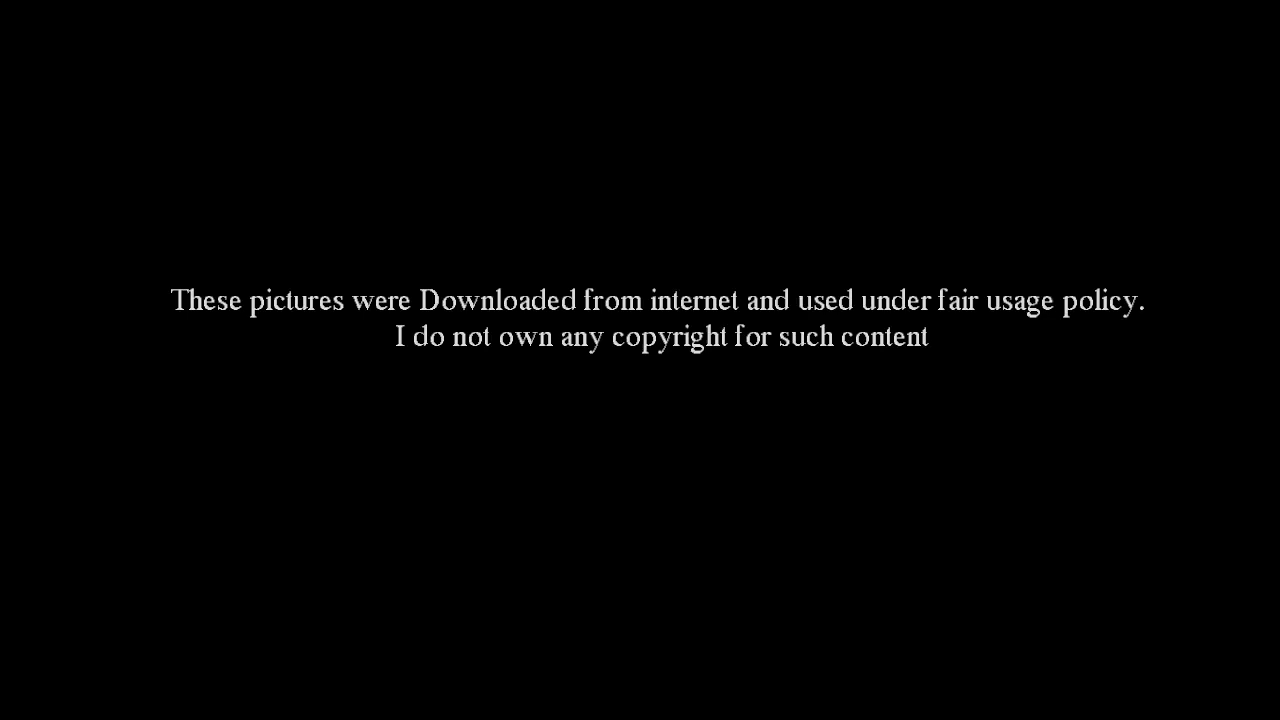 These pictures were Downloaded from internet and used under fair usage policy.
I do not own any copyright for such content